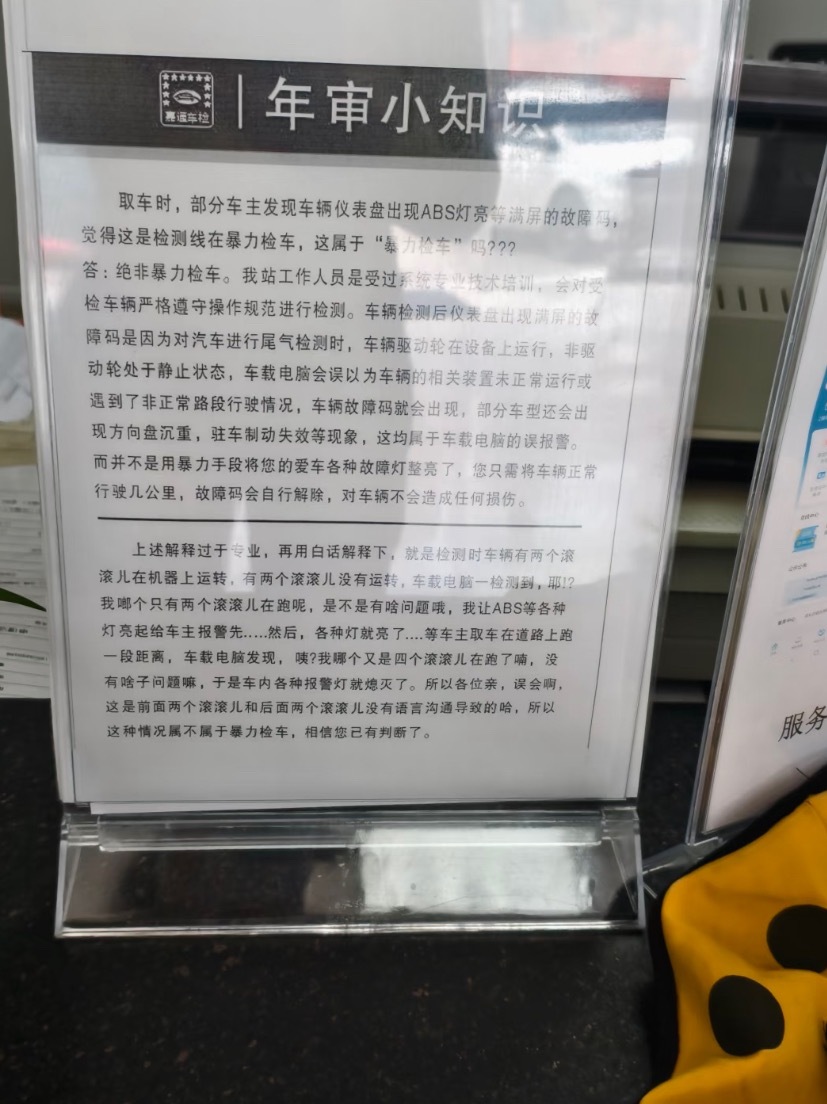 嘉通车检
年审小知识
取车时，部分车主发现车辆仪表盘出现ABS灯亮等满屏的故障码，
觉得这是检测线在暴力检车，这属于“暴力检车”吗???
答：绝非暴力检车。我站工作人员是受过系统专业技术培训，会对受
检车辆严格遵守操作规范进行检测。车辆检测后仪表盘出现满屏的故
障码是因为对汽车进行尾气检测时，车辆驱动轮在设备上运行，非驱
动轮处于静止状态，车载电脑会误以为车辆的相关装置未正常运行或
遇到了非正常路段行驶情况，车辆故障码就会出现，部分车型还会出
现方向盘沉重，驻车制动失效等现象，这均属于车载电脑的误报警。
而并不是用暴力手段将您的爱车各种故障灯整亮了，您只需将车辆正常
行驶几公里，故障码会自行解除，对车辆不会造成任何损伤。
上述解释过于专业，再用白话解释下，就是检测时车辆有两个滚
滚儿在机器上运转，有两个滚滚儿没有运转，车载电脑一检测到，耶!?
我哪个只有两个滚滚儿在跑呢，是不是有啥问题哦，我让ABS等各种
灯亮起给车主报警先.....然后，各种灯就亮了....等车主取车在道路上跑
一段距离，车载电脑发现，咦?我哪个又是四个滚滚儿在跑了喃，没
有啥子问题嘛，于是车内各种报警灯就熄灭了。所以各位亲，误会啊，
这是前面两个滚滚儿和后面两个滚滚儿没有语言沟通导致的哈，所以
这种情况属不属于暴力检车，相信您已有判断了。
服务